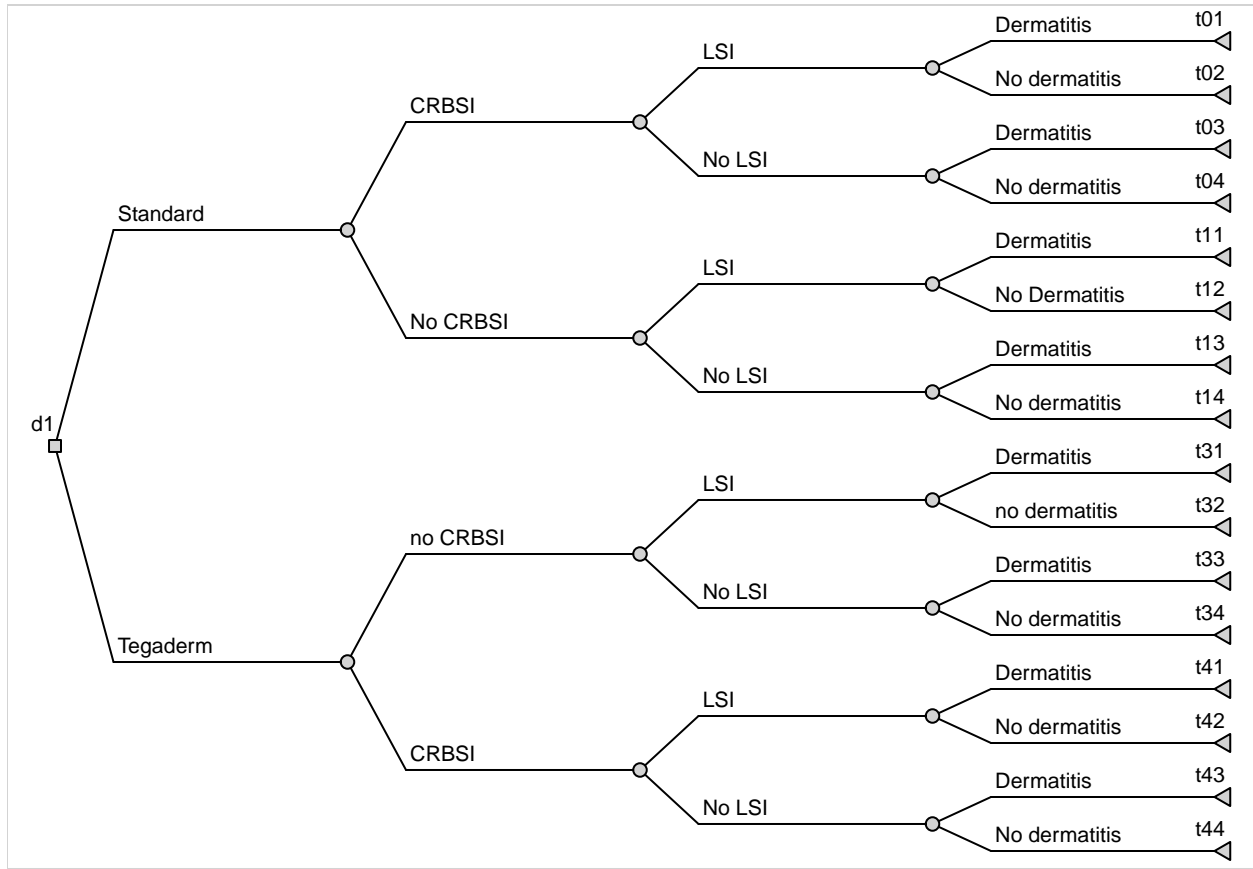 Dermatitis t01
LSI
No dermatitis t02
CRBSI
Dermatitis t03
No LSI
No dermatitis t04
Standard
Dermatitis t11
LSI
No Dermatitis t12
No CRBSI
Dermatitis t13
No LSI
No dermatitis t14
d1
Dermatitis t31
LSI
no dermatitis t32
no CRBSI
Dermatitis t33
No LSI
No dermatitis t34
Tegaderm
Dermatitis t41
LSI
No dermatitis t42
CRBSI
Dermatitis t43
No LSI
No dermatitis t44